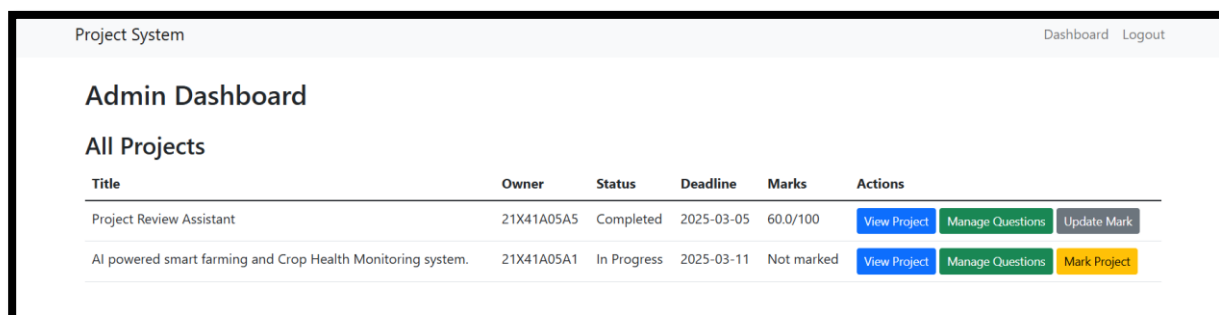 Project System Dashboard Logout
Admin Dashboard
All Projects
Title Owner Status Deadline Marks Actions
Project Review Assistant 21X41A05A5 Completed 2025-03-05 60.0/100 View Project Manage Questions Update Mark
AI powered smart farming and Crop Health Monitoring system. 21X41A05A1 In Progress 2025-03-11 Not marked View Project Manage Questions Mark Project